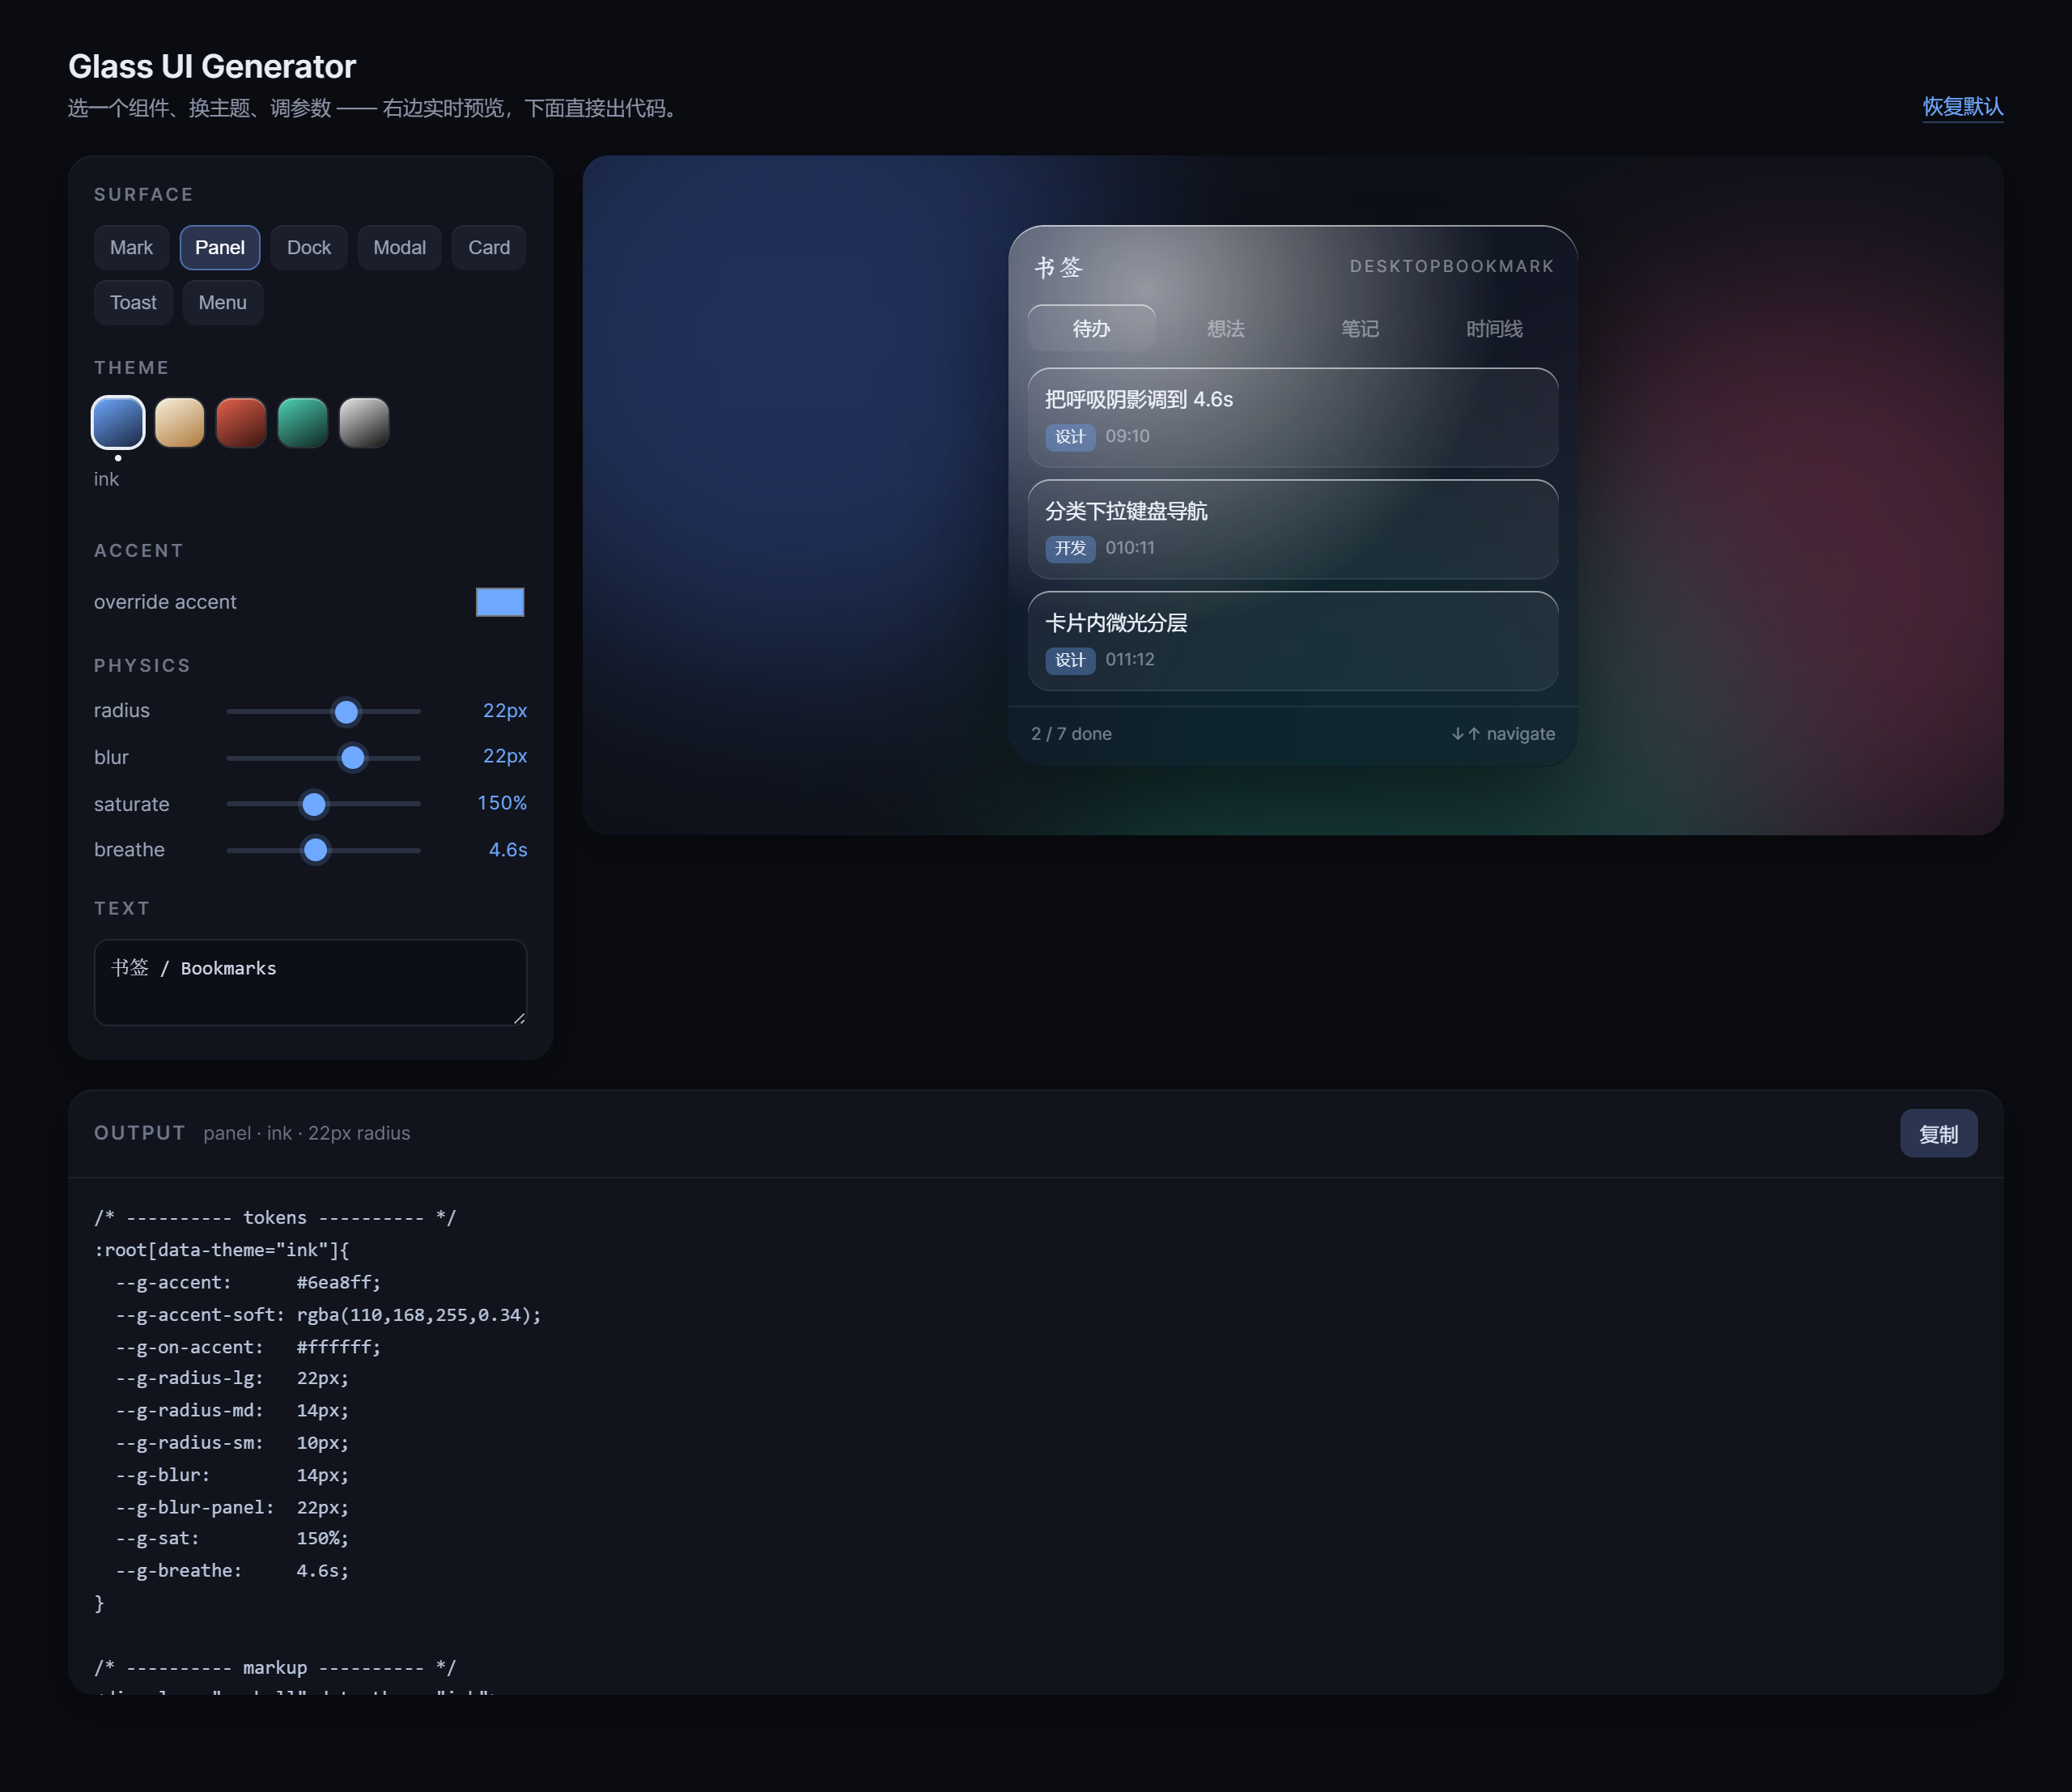 Glass UI Generator
选一个组件、换主题、调参数 —— 右边实时预览，下面直接出代码。
恢复默认
SURFACE
Mark Panel Dock Modal Card
Toast Menu
THEME
ink
ACCENT
override accent
PHYSICS
radius 22px
blur 22px
saturate 150%
breathe 4.6s
TEXT
书签 / Bookmarks
书签 DESKTOPBOOKMARK
待办 想法 笔记 时间线
把呼吸阴影调到 4.6s
设计 09:10
分类下拉键盘导航
开发 010:11
卡片内微光分层
设计 011:12
2 / 7 done ↓↑ navigate
OUTPUT panel · ink · 22px radius
复制
/* ---------- tokens ---------- */
:root[data-theme="ink"]{
  --g-accent:      #6ea8ff;
  --g-accent-soft: rgba(110,168,255,0.34);
  --g-on-accent:   #ffffff;
  --g-radius-lg:   22px;
  --g-radius-md:   14px;
  --g-radius-sm:   10px;
  --g-blur:        14px;
  --g-blur-panel:  22px;
  --g-sat:         150%;
  --g-breathe:     4.6s;
}
/* ---------- markup ---------- */